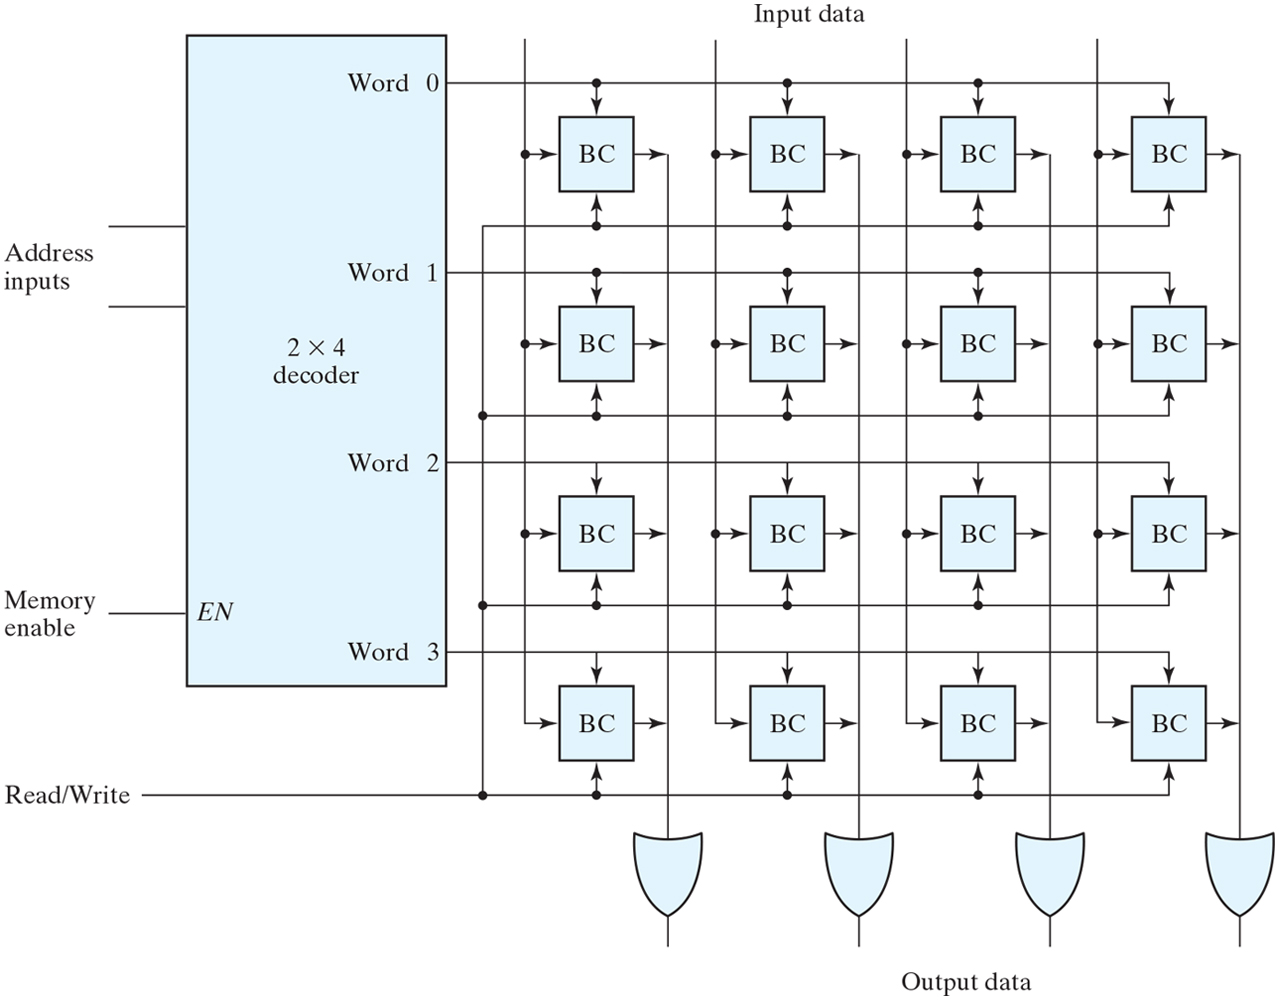 Input data
Word 0
BC BC BC BC
Address
inputs
Word 1
2 × 4
decoder
BC BC BC BC
Word 2
BC BC BC BC
Memory
enable
EN
Word 3
BC BC BC BC
Read/Write
Output data